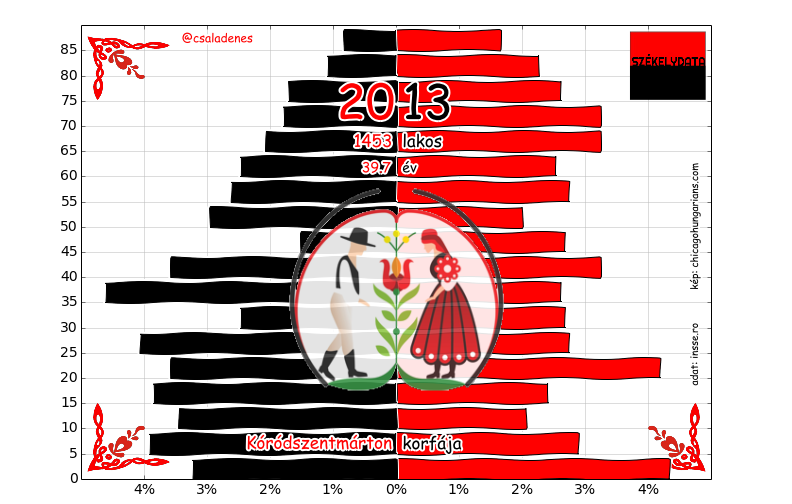 @csaladenes
SZÉKELYDATA
2013
1453 lakos
39.7 év
kép: chicagohungarians.com
adat: insse.ro
Kóródszentmárton korfája
85
80
75
70
65
60
55
50
45
40
35
30
25
20
15
10
5
0
4% 3% 2% 1% 0% 1% 2% 3% 4%